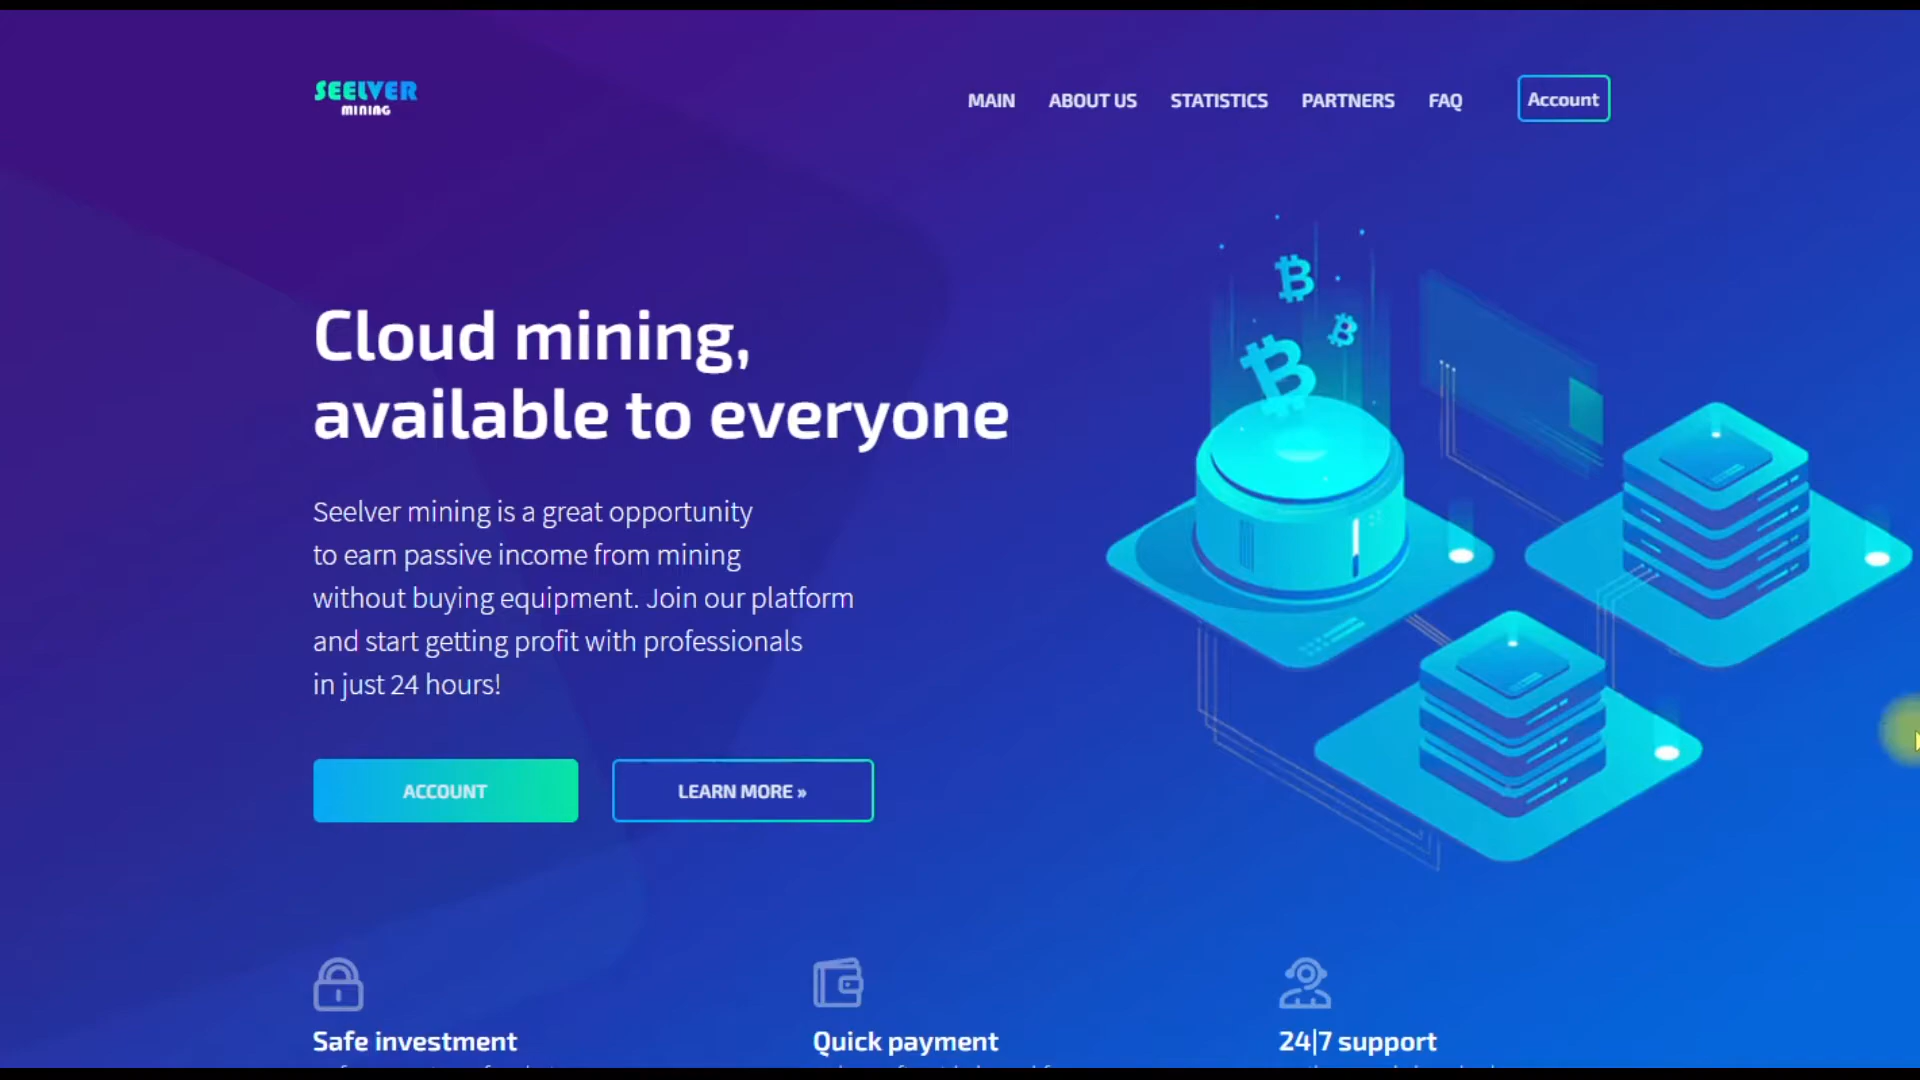 SEELVER
MINING
MAIN
ABOUT US
STATISTICS
PARTNERS
FAQ
Account
Cloud mining,
available to everyone
Seelver mining is a great opportunity
to earn passive income from mining
without buying equipment. Join our platform
and start getting profit with professionals
in just 24 hours!
ACCOUNT
LEARN MORE »
Safe investment
Quick payment
24|7 support